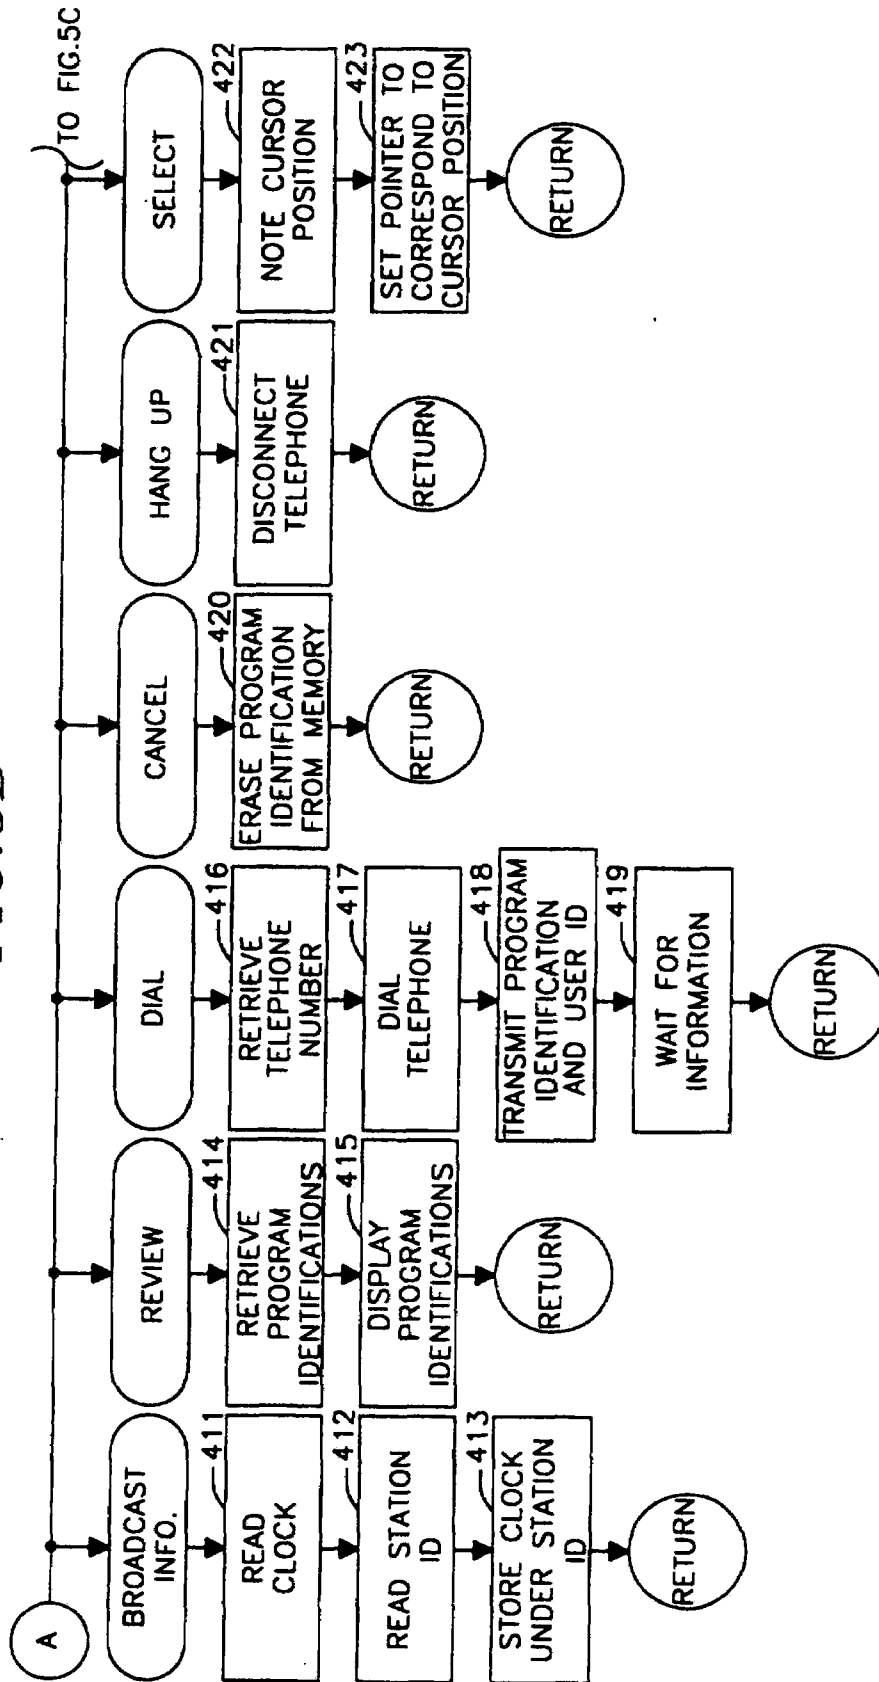 A
TO FIG.5C
BROADCAST
INFO.
411
READ
CLOCK
412
READ STATION
ID
413
STORE CLOCK
UNDER STATION
ID
RETURN
REVIEW
414
RETRIEVE
PROGRAM
IDENTIFICATIONS
415
DISPLAY
PROGRAM
IDENTIFICATIONS
RETURN
DIAL
416
RETRIEVE
TELEPHONE
NUMBER
417
DIAL
TELEPHONE
418
TRANSMIT PROGRAM
IDENTIFICATION
AND USER ID
419
WAIT FOR
INFORMATION
RETURN
CANCEL
420
ERASE PROGRAM
IDENTIFICATION
FROM MEMORY
RETURN
HANG UP
421
DISCONNECT
TELEPHONE
RETURN
SELECT
422
NOTE CURSOR
POSITION
423
SET POINTER TO
CORRESPOND TO
CURSOR POSITION
RETURN